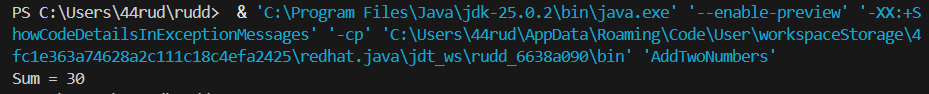 PS C:\Users\44rud\rudd>  & 'C:\Program Files\Java\jdk-25.0.2\bin\java.exe' '--enable-preview' '-XX:+S
howCodeDetailsInExceptionMessages' '-cp' 'C:\Users\44rud\AppData\Roaming\Code\User\workspaceStorage\4
fc1e363a74628a2c111c18c4efa2425\redhat.java\jdt_ws\rudd_6638a090\bin' 'AddTwoNumbers'
Sum = 30